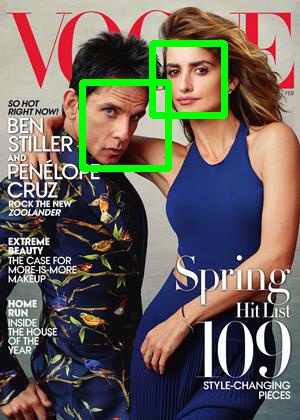 VOGUE
FEB
SO HOT
RIGHT NOW!
BEN
STILLER
AND
PENÉLOPE
CRUZ
ROCK THE NEW
ZOOLANDER
EXTREME
BEAUTY
THE CASE FOR
MORE-IS-MORE
MAKEUP
HOME
RUN
INSIDE
THE HOUSE
OF THE
YEAR
Spring
Hit List
109
STYLE-CHANGING
PIECES